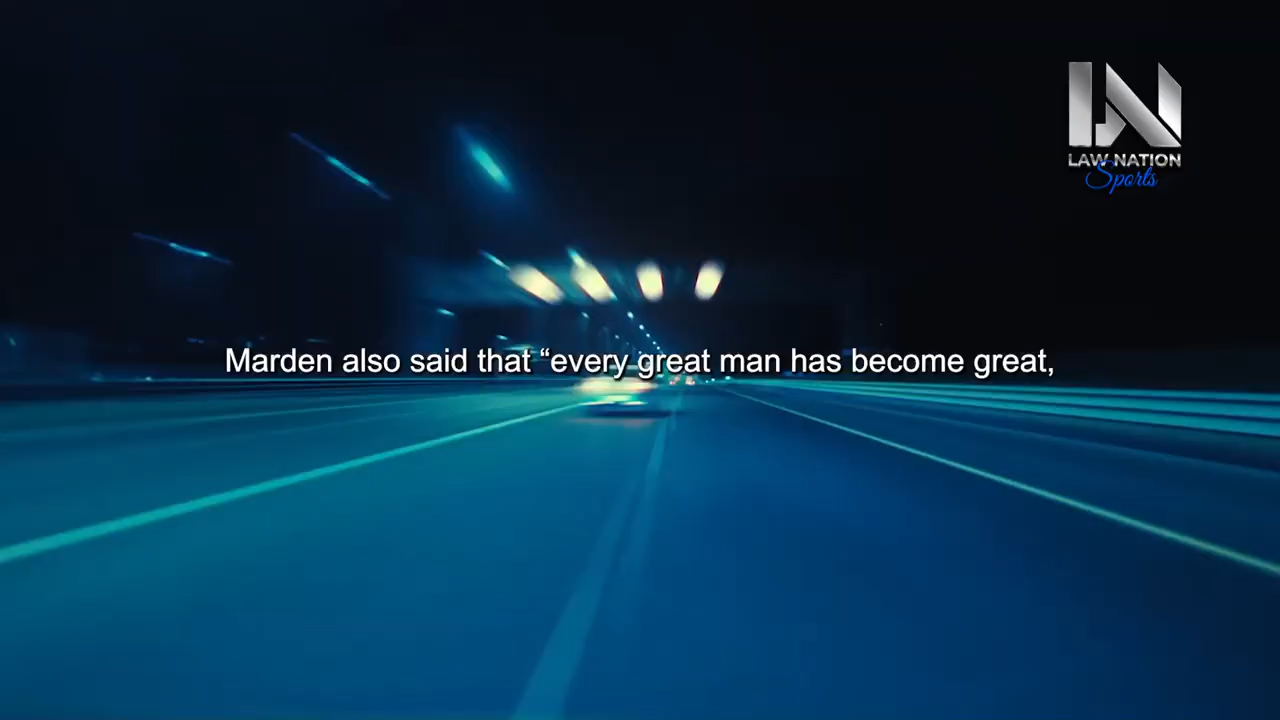 LAW NATION
Sports
Marden also said that “every great man has become great,